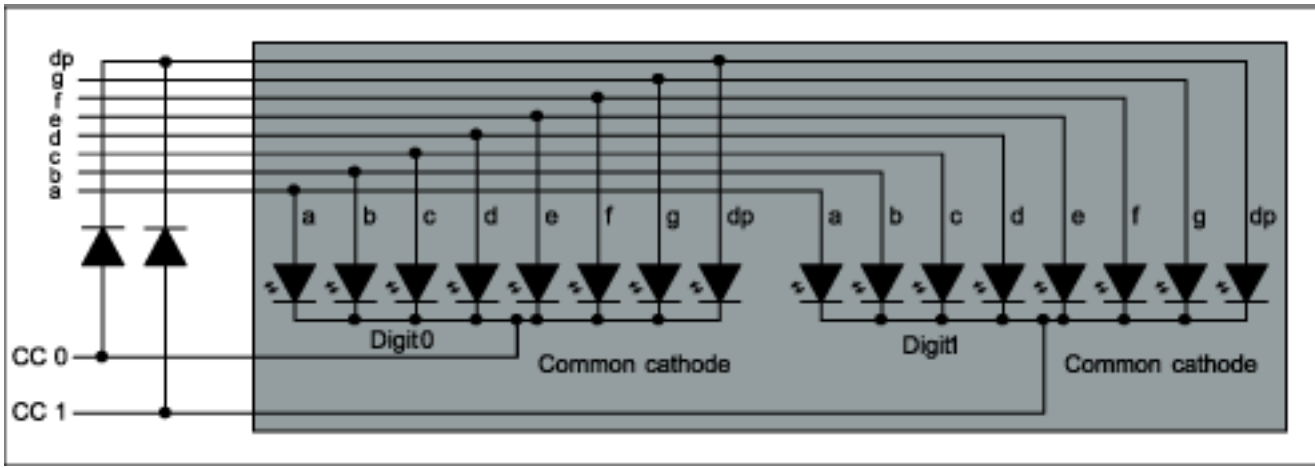 dp
g
f
e
d
c
b
a
a b c d e f g dp a b c d e f g dp
Digit0 Digit1
CC 0 Common cathode Common cathode
CC 1